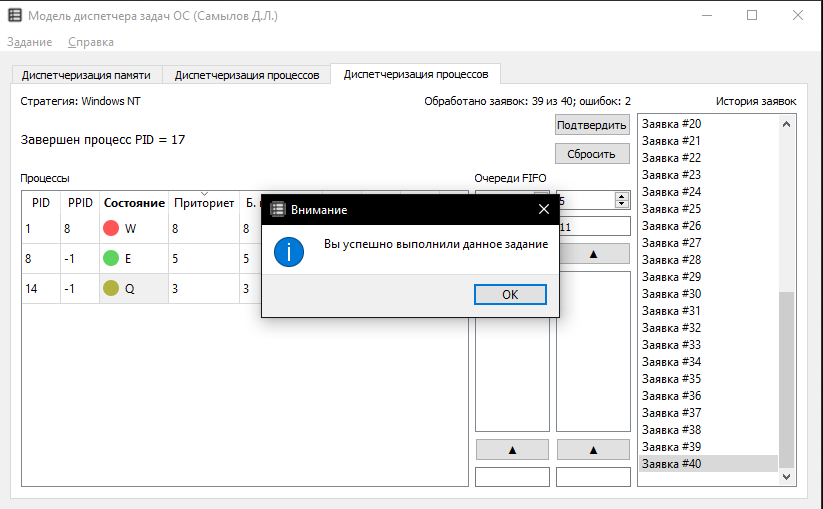 Модель диспетчера задач ОС (Самылов Д.Л.)
Задание Справка
Диспетчеризация памяти Диспетчеризация процессов Диспетчеризация процессов
Стратегия: Windows NT Обработано заявок: 39 из 40; ошибок: 2 История заявок
Завершен процесс PID = 17
Подтвердить
Сбросить
Процессы
PID PPID Состояние Приоритет Б.
1 8 W 8 8
8 -1 E 5 5
14 -1 Q 3 3
Очереди FIFO
5
11
▲
▲ ▲
Внимание
Вы успешно выполнили данное задание
OK
Заявка #20
Заявка #21
Заявка #22
Заявка #23
Заявка #24
Заявка #25
Заявка #26
Заявка #27
Заявка #28
Заявка #29
Заявка #30
Заявка #31
Заявка #32
Заявка #33
Заявка #34
Заявка #35
Заявка #36
Заявка #37
Заявка #38
Заявка #39
Заявка #40